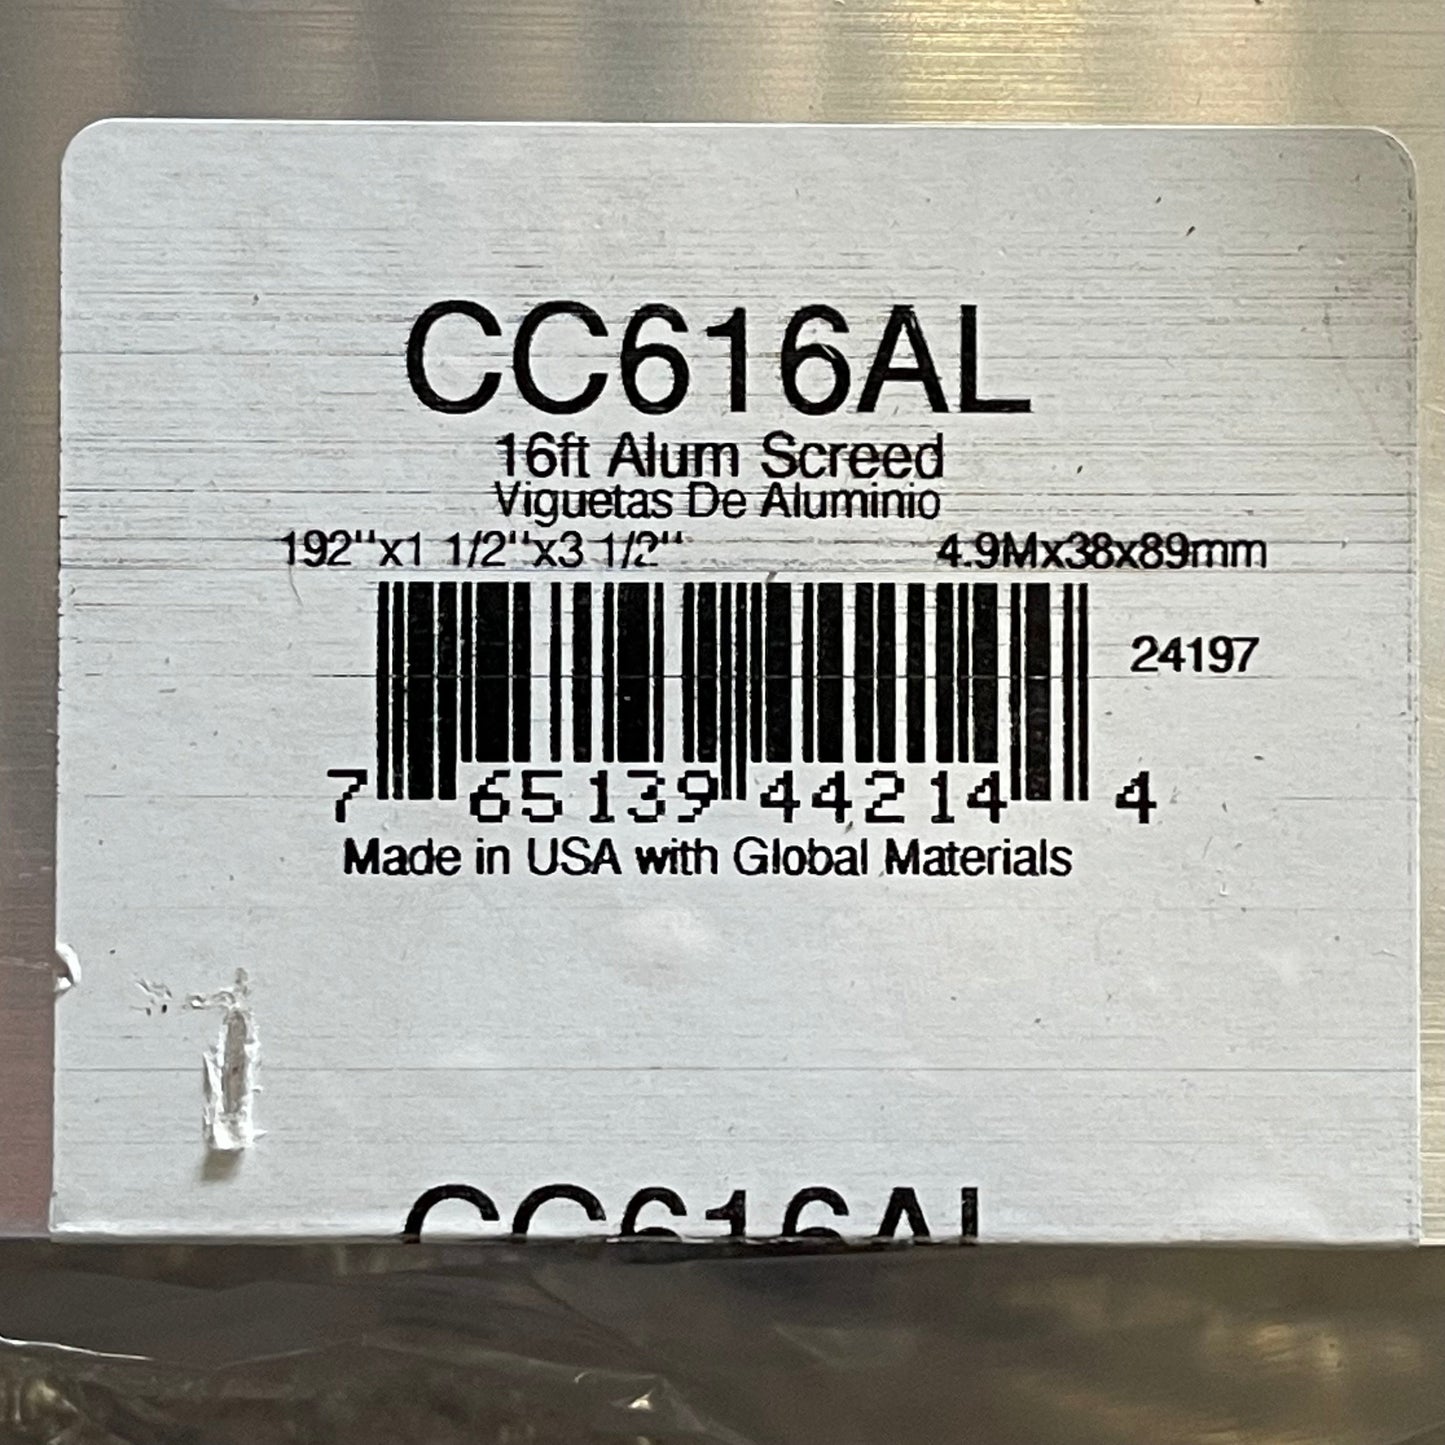 CC616AL
16ft Alum Screed
Viguetas De Aluminio
192"x1 1/2"x3 1/2" 4.9Mx38x89mm
24197
7 65139 44214 4
Made in USA with Global Materials
CC616AL